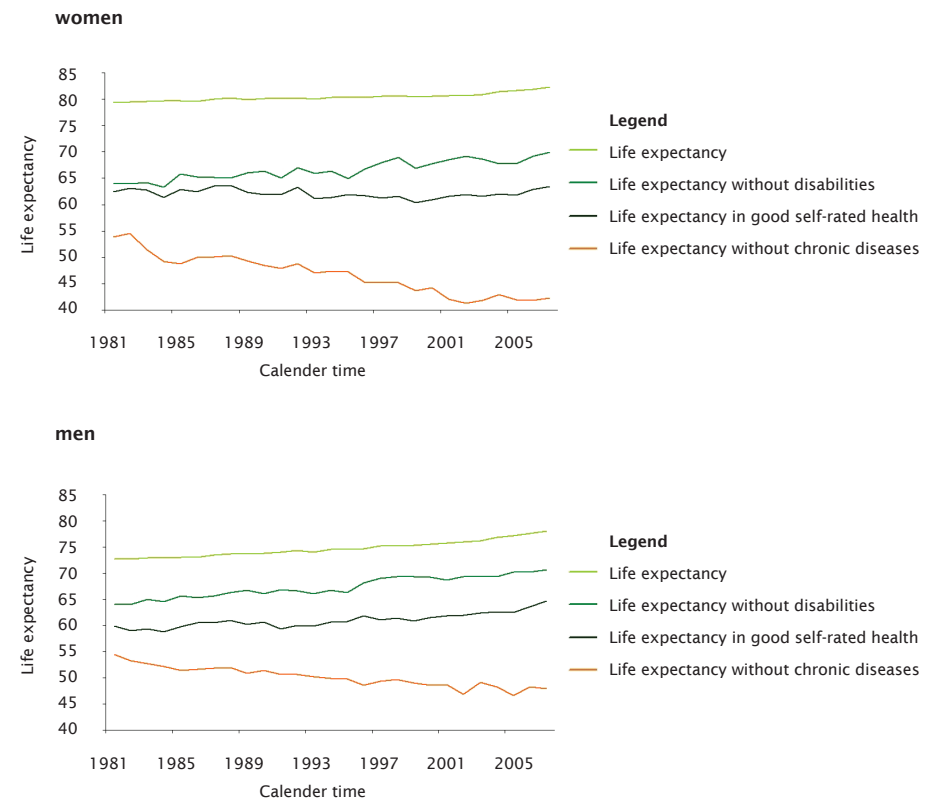 women
85
80
75
70
65
60
55
50
45
40
Life expectancy
1981 1985 1989 1993 1997 2001 2005
Calender time
Legend
Life expectancy
Life expectancy without disabilities
Life expectancy in good self-rated health
Life expectancy without chronic diseases
men
85
80
75
70
65
60
55
50
45
40
Life expectancy
1981 1985 1989 1993 1997 2001 2005
Calender time
Legend
Life expectancy
Life expectancy without disabilities
Life expectancy in good self-rated health
Life expectancy without chronic diseases